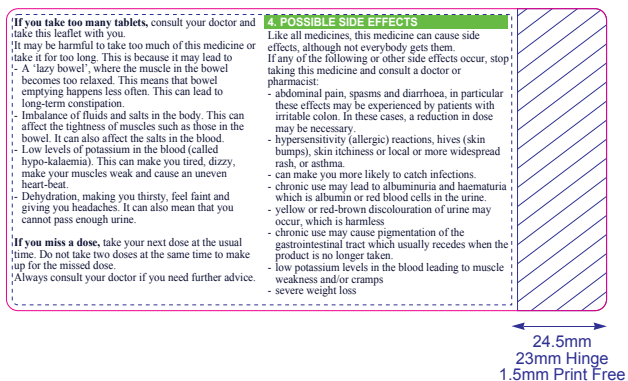 If you take too many tablets, consult your doctor and
take this leaflet with you.
It may be harmful to take too much of this medicine or
take it for too long. This is because it may lead to
- A ‘lazy bowel’, where the muscle in the bowel
becomes too relaxed. This means that bowel
emptying happens less often. This can lead to
long-term constipation.
- Imbalance of fluids and salts in the body. This can
affect the tightness of muscles such as those in the
bowel. It can also affect the salts in the blood.
- Low levels of potassium in the blood (called
hypo-kalaemia). This can make you tired, dizzy,
make your muscles weak and cause an uneven
heart-beat.
- Dehydration, making you thirsty, feel faint and
giving you headaches. It can also mean that you
cannot pass enough urine.
If you miss a dose, take your next dose at the usual
time. Do not take two doses at the same time to make
up for the missed dose.
Always consult your doctor if you need further advice.
4. POSSIBLE SIDE EFFECTS
Like all medicines, this medicine can cause side
effects, although not everybody gets them.
If any of the following or other side effects occur, stop
taking this medicine and consult a doctor or
pharmacist:
- abdominal pain, spasms and diarrhoea, in particular
these effects may be experienced by patients with
irritable colon. In these cases, a reduction in dose
may be necessary.
- hypersensitivity (allergic) reactions, hives (skin
bumps), skin itchiness or local or more widespread
rash, or asthma.
- can make you more likely to catch infections.
- chronic use may lead to albuminuria and haematuria
which is albumin or red blood cells in the urine.
- yellow or red-brown discolouration of urine may
occur, which is harmless
- chronic use may cause pigmentation of the
gastrointestinal tract which usually recedes when the
product is no longer taken.
- low potassium levels in the blood leading to muscle
weakness and/or cramps
- severe weight loss
24.5mm
23mm Hinge
1.5mm Print Free